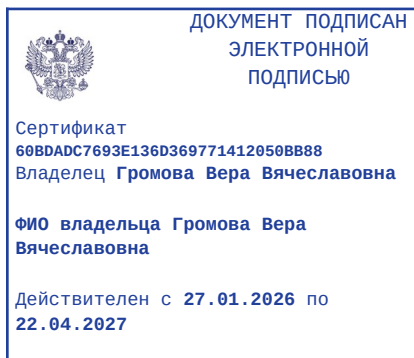 ДОКУМЕНТ ПОДПИСАН
ЭЛЕКТРОННОЙ
ПОДПИСЬЮ
Сертификат
60BDADC7693E136D369771412050BB88
Владелец Громова Вера Вячеславовна
ФИО владельца Громова Вера
Вячеславовна
Действителен с 27.01.2026 по
22.04.2027